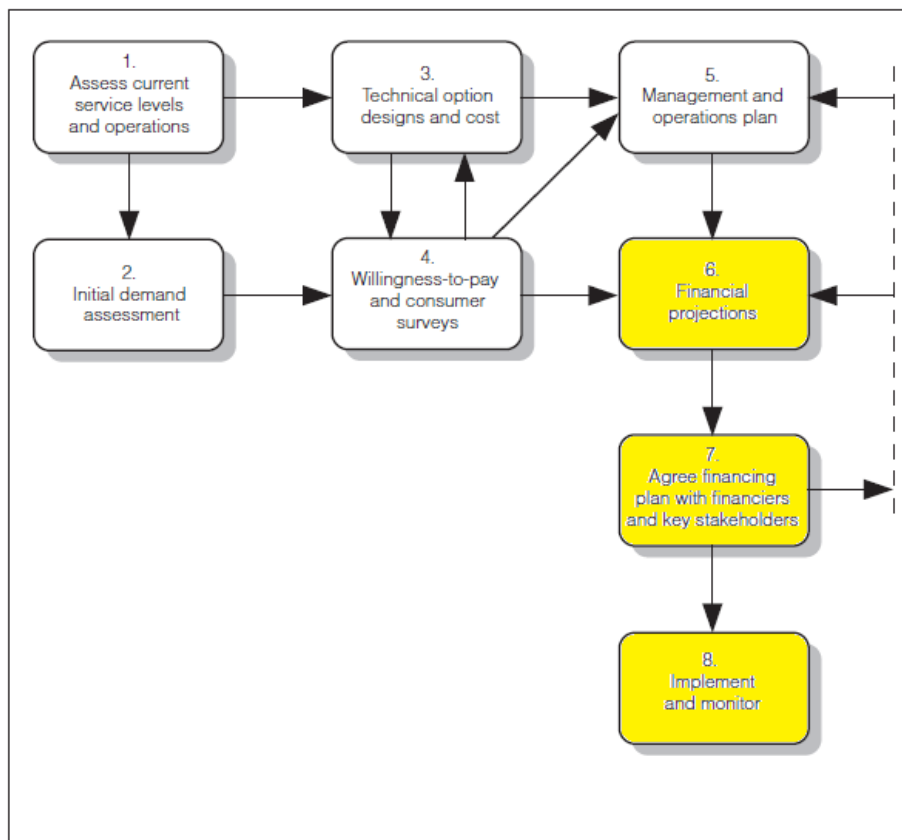 1.
Assess current
service levels
and operations
2.
Initial demand
assessment
3.
Technical option
designs and cost
4.
Willingness-to-pay
and consumer
surveys
5.
Management and
operations plan
6.
Financial
projections
7.
Agree financing
plan with financiers
and key stakeholders
8.
Implement
and monitor